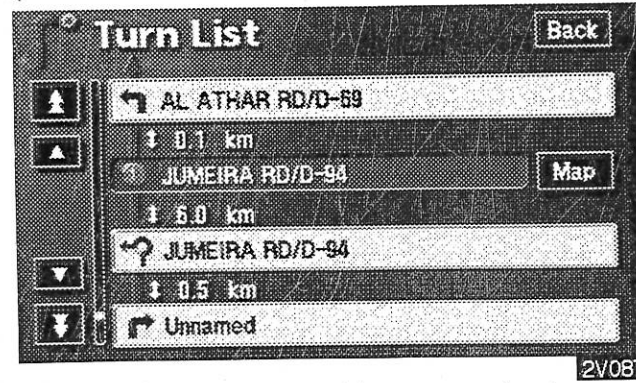 Turn List Back
AL ATHAR RD/D-69
0.1 km
JUMEIRA RD/D-94 Map
6.0 km
JUMEIRA RD/D-94
0.5 km
Unnamed
2V08